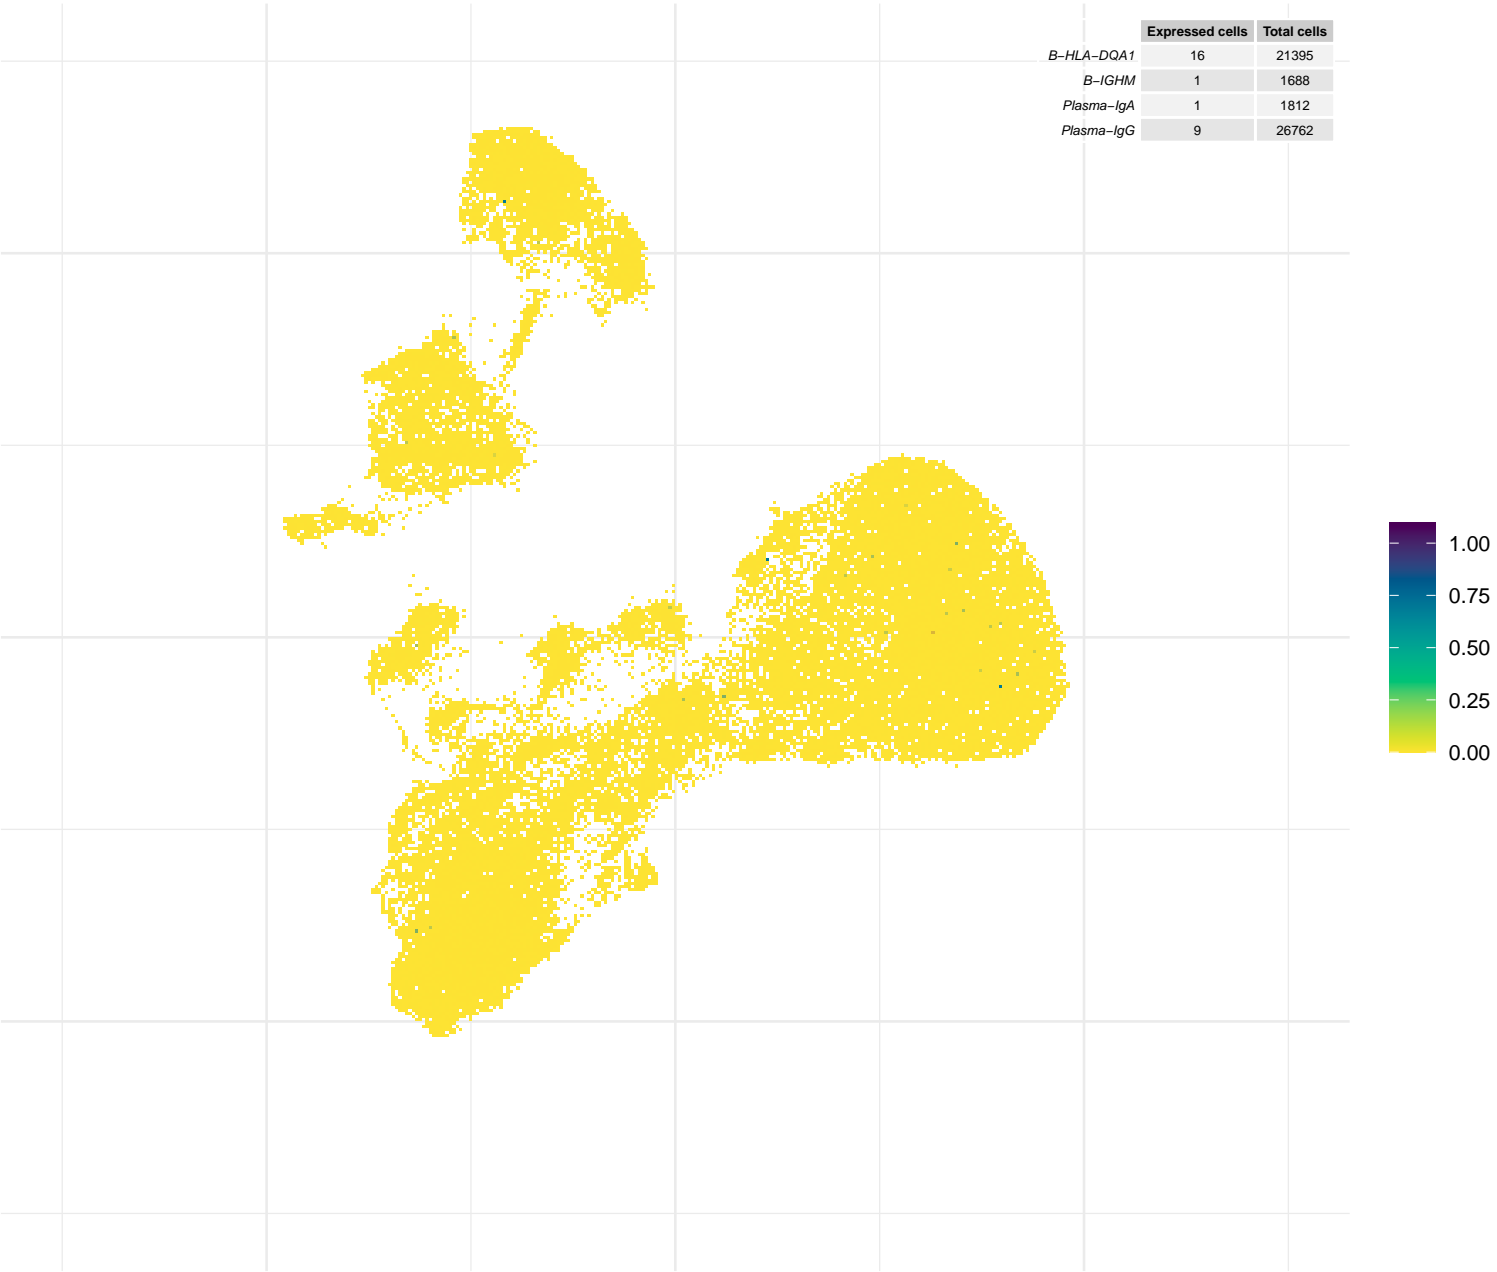 Expressed cells Total cells
B−HLA−DQA1 16 21395
B−IGHM 1 1688
Plasma−IgA 1 1812
Plasma−IgG 9 26762
1.00
0.75
0.50
0.25
0.00